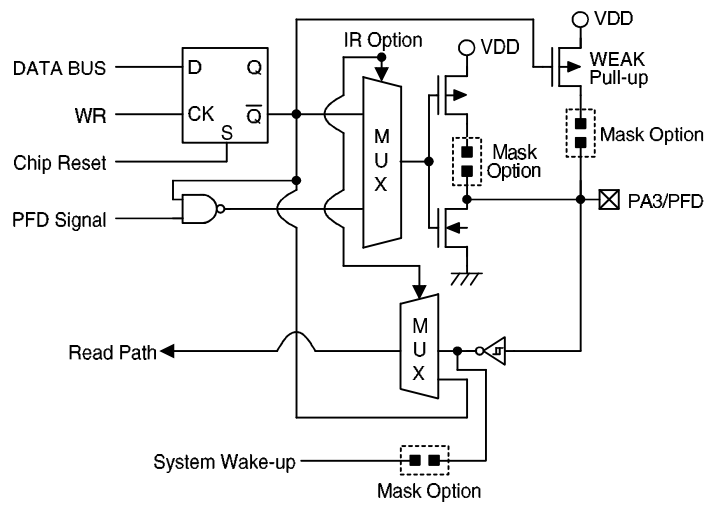 VDD
IR Option
VDD
WEAK
Pull-up
DATA BUS
D
Q
WR
CK
Q̅
S
M
U
X
Mask
Option
Mask Option
Chip Reset
PFD Signal
PA3/PFD
M
U
X
Read Path
System Wake-up
Mask Option